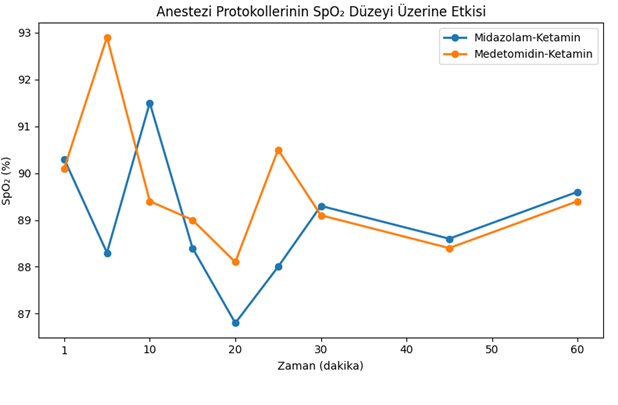 Anestezi Protokollerinin SpO₂ Düzeyi Üzerine Etkisi
Midazolam-Ketamin
Medetomidin-Ketamin
SpO₂ (%)
93
92
91
90
89
88
87
1
10
20
30
40
50
60
Zaman (dakika)